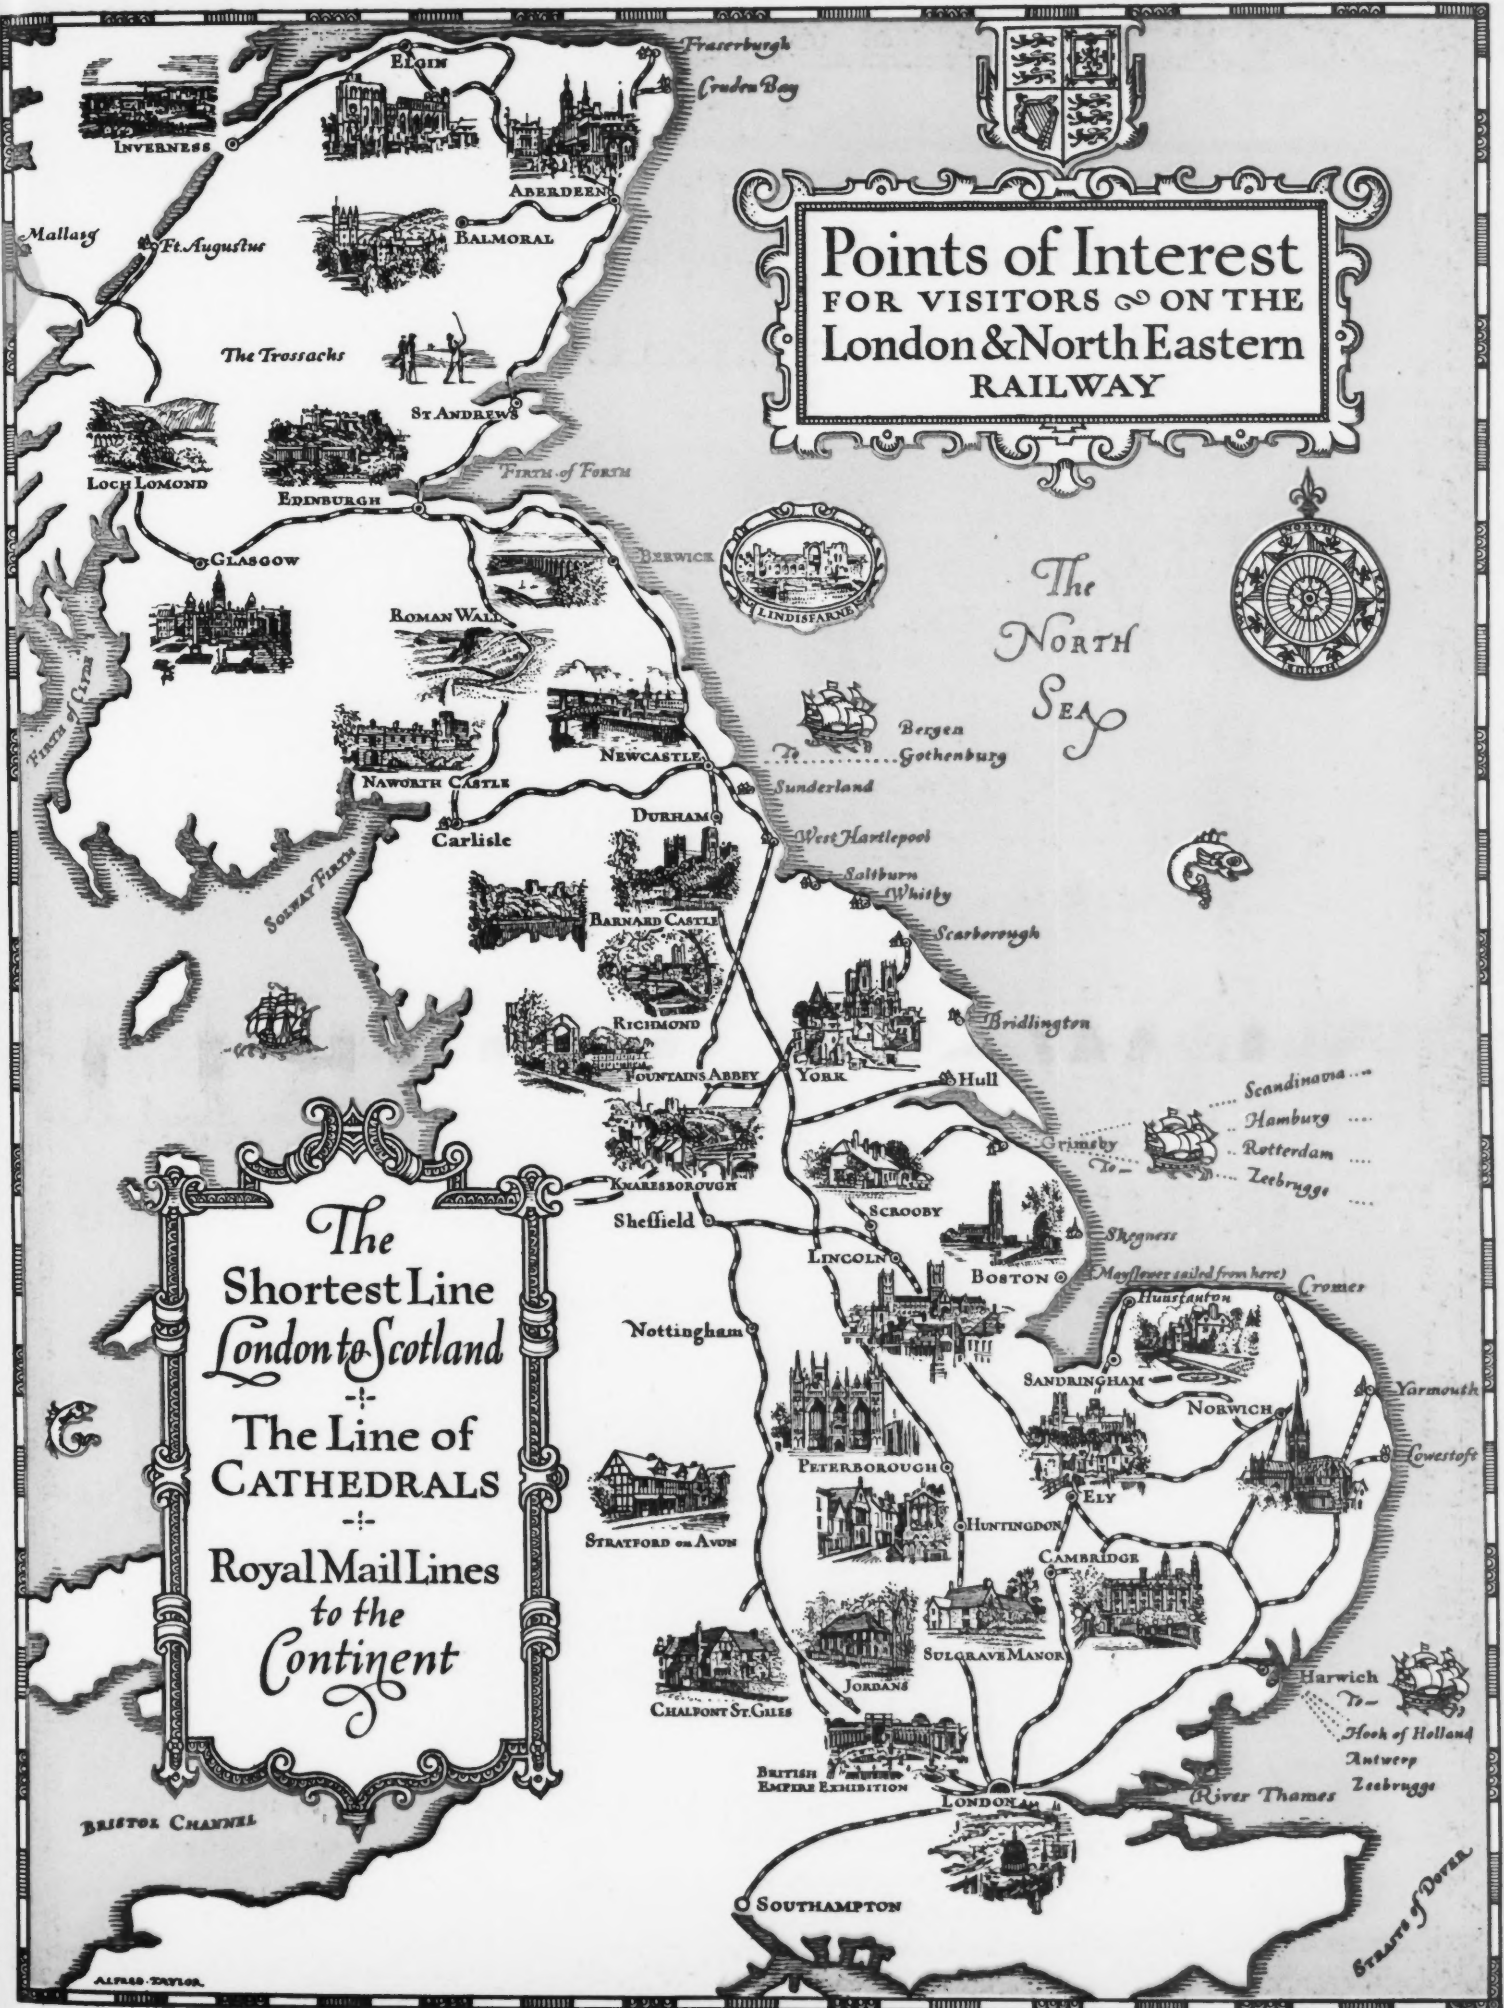 Points of Interest
FOR VISITORS ON THE
London & North Eastern
RAILWAY
Fraserburgh
Cruden Bay
ELGIN
INVERNESS
ABERDEEN
Mallaig
Ft. Augustus
BALMORAL
The Trossachs
ST ANDREWS
LOCH LOMOND
EDINBURGH
FIRTH of FORTH
GLASGOW
BERWICK
LINDISFARNE
The
NORTH
SEA
NORTH
SOUTH
ROMAN WALL
FIRTH of CLYDE
NEWCASTLE
To
Bergen
Gothenburg
NAWORTH CASTLE
Sunderland
DURHAM
Carlisle
West Hartlepool
SOLWAY FIRTH
Saltburn
Whitby
BARNARD CASTLE
Scarborough
RICHMOND
Bridlington
FOUNTAINS ABBEY
YORK
Hull
Grimsby
To
Scandinavia
Hamburg
Rotterdam
Zeebrugge
KNARESBOROUGH
SCROOBY
Sheffield
Skegness
LINCOLN
BOSTON
(Mayflower sailed from here)
Cromer
Hunstanton
Nottingham
SANDRINGHAM
Yarmouth
NORWICH
Lowestoft
PETERBOROUGH
ELY
STRATFORD on AVON
HUNTINGDON
CAMBRIDGE
SULGRAVE MANOR
JORDANS
CHALFONT ST. GILES
Harwich
To
Hook of Holland
Antwerp
Zeebrugge
BRITISH
EMPIRE EXHIBITION
LONDON
River Thames
SOUTHAMPTON
STRAITS of DOVER
The
Shortest Line
London to Scotland
The Line of
CATHEDRALS
Royal Mail Lines
to the
Continent
BRISTOL CHANNEL
ALFRED · TAYLOR